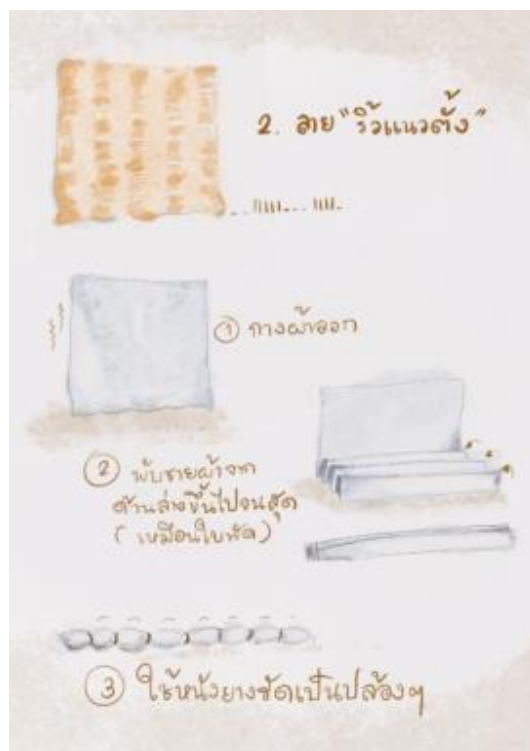 2. ลาย "ริ้วแนวตั้ง"
① กางผ้าออก
② พับชายผ้าจาก
ด้านล่างขึ้นไปจนสุด
( เหมือนใบพัด )
③ ใช้หนังยางรัดเป็นปล้องๆ